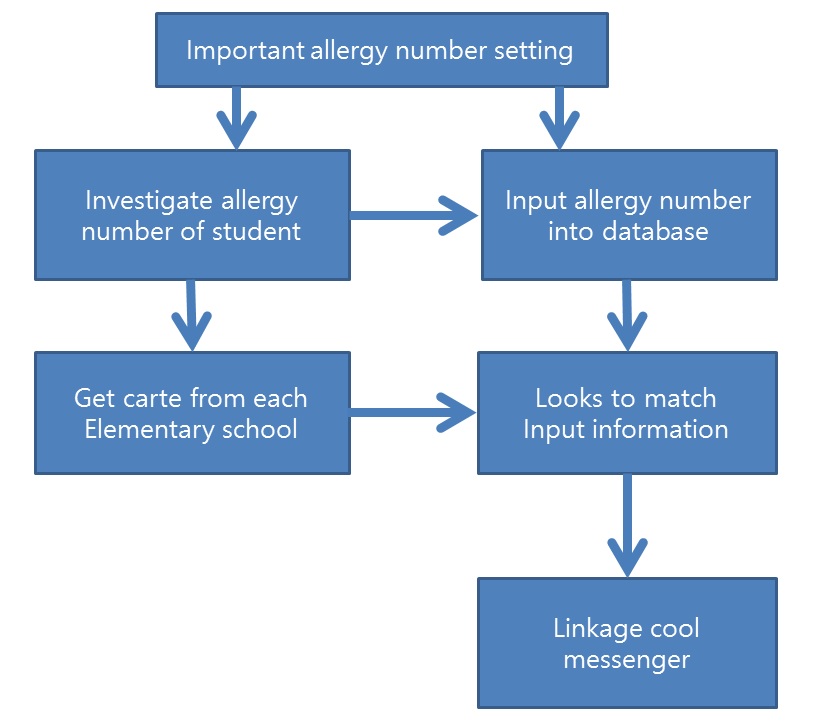 Important allergy number setting
Investigate allergy
number of student
Input allergy number
into database
Get carte from each
Elementary school
Looks to match
Input information
Linkage cool
messenger